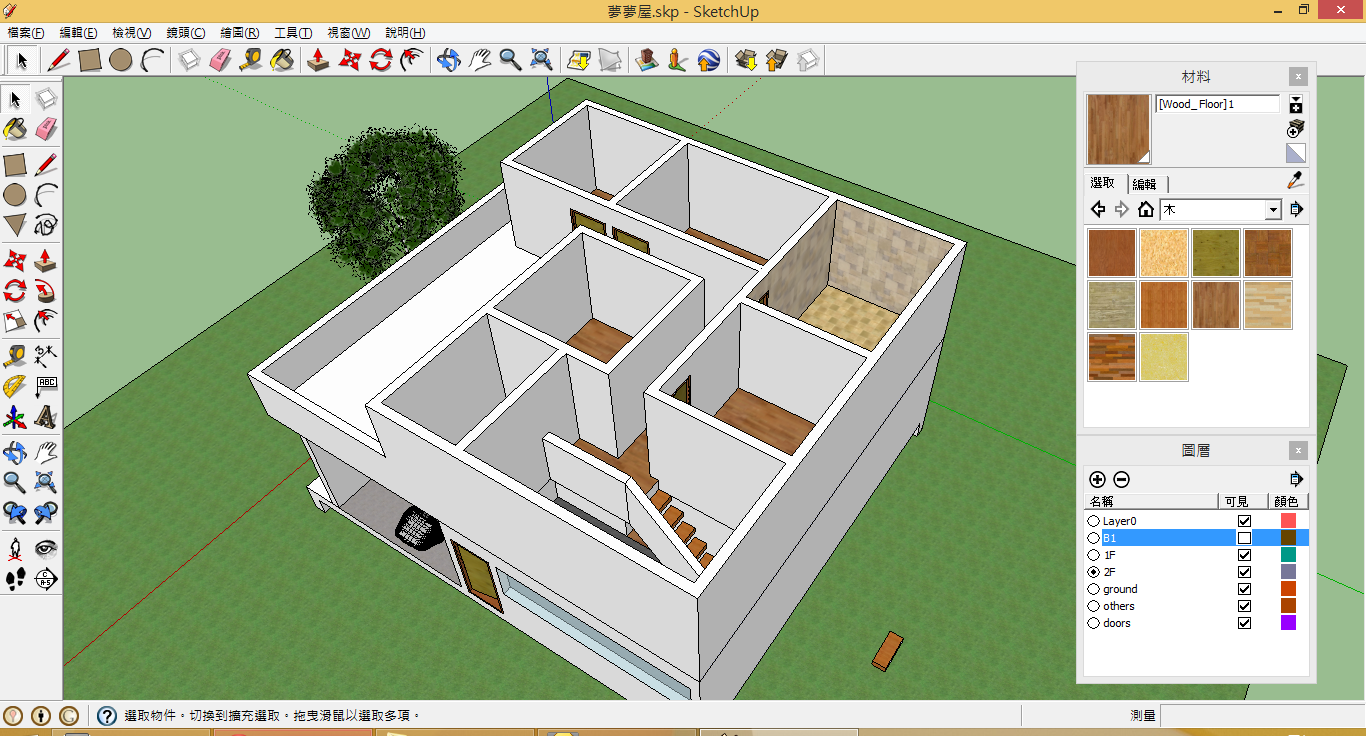 夢夢屋.skp - SketchUp
檔案(F) 編輯(E) 檢視(V) 鏡頭(C) 繪圖(R) 工具(T) 視窗(W) 說明(H)
材料
[Wood_Floor]1
選取 編輯
木
ABC
圖層
名稱 可見 顏色
Layer0
B1
1F
2F
ground
others
doors
選取物件。切換到擴充選取。拖曳滑鼠以選取多項。
測量